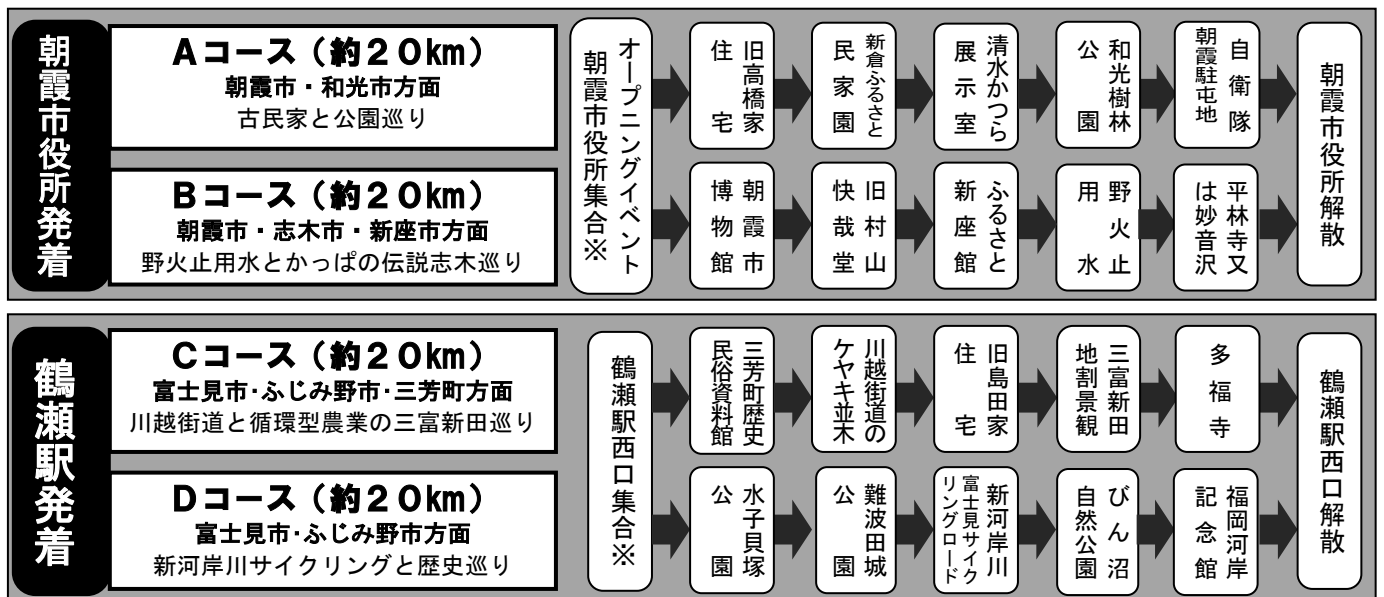 朝霞市役所発着
Aコース（約２０km）
朝霞市・和光市方面
古民家と公園巡り
Bコース（約２０km）
朝霞市・志木市・新座市方面
野火止用水とかっぱの伝説志木巡り
オープニングイベント
朝霞市役所集合※
旧高橋家
住宅
新倉ふるさと
民家園
清水かつら
展示室
和光樹林
公園
自衛隊
朝霞駐屯地
朝霞市
博物館
旧村山
快哉堂
ふるさと
新座館
野火止
用水
平林寺又
は妙音沢
朝霞市役所解散
鶴瀬駅発着
Cコース（約２０km）
富士見市・ふじみ野市・三芳町方面
川越街道と循環型農業の三富新田巡り
Dコース（約２０km）
富士見市・ふじみ野市方面
新河岸川サイクリングと歴史巡り
鶴瀬駅西口集合※
三芳町歴史
民俗資料館
川越街道の
ケヤキ並木
旧島田家
住宅
三富新田
地割景観
多福寺
水子貝塚
公園
難波田城
公園
新河岸川
富士見サイク
リングロード
びん沼
自然公園
福岡河岸
記念館
鶴瀬駅西口解散